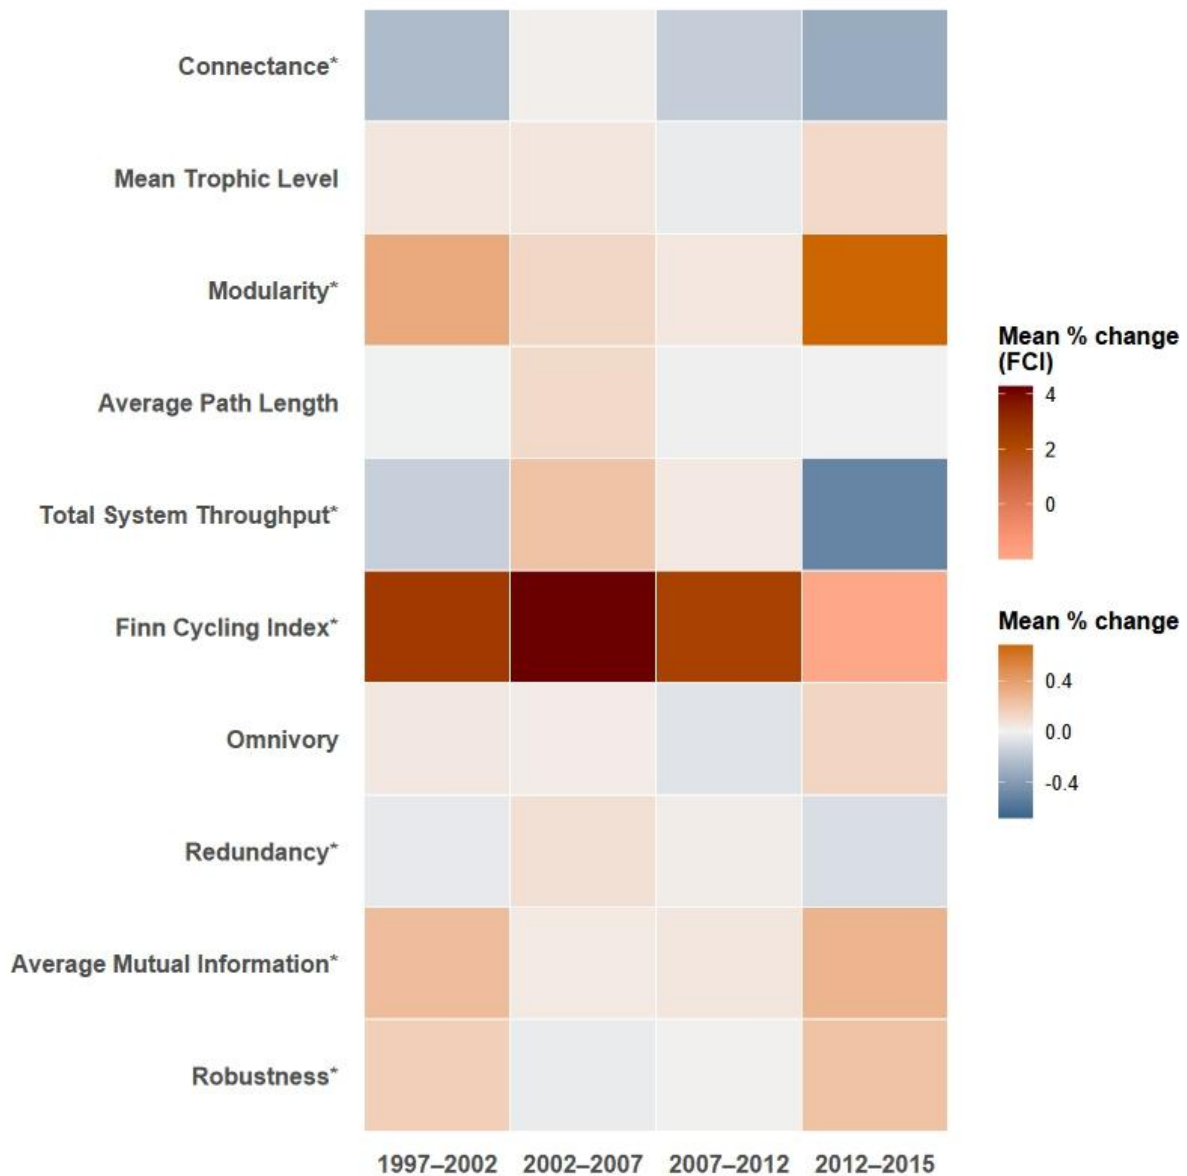 Connectance*
Mean Trophic Level
Modularity*
Average Path Length
Total System Throughput*
Finn Cycling Index*
Omnivory
Redundancy*
Average Mutual Information*
Robustness*
1997–2002 2002–2007 2007–2012 2012–2015
Mean % change
(FCI)
4
2
0
Mean % change
0.4
0.0
-0.4